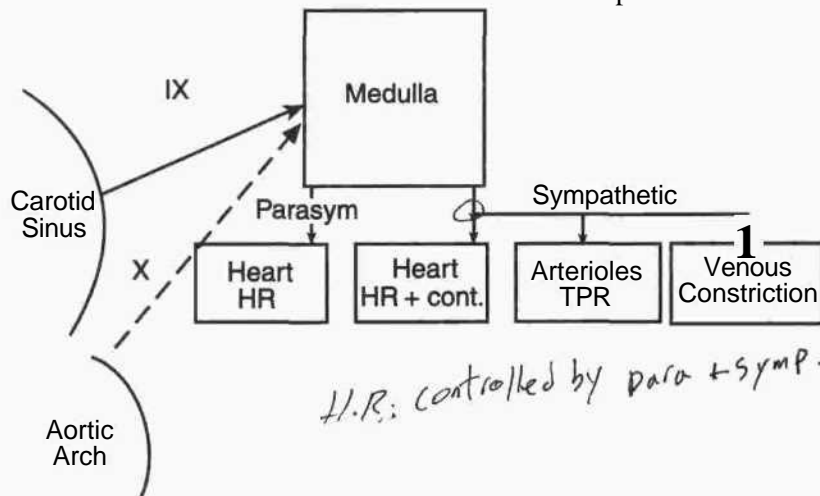 IX
Medulla
Carotid
Sinus
Parasym
Sympathetic
X
Heart
HR
Heart
HR + cont.
Arterioles
TPR
1
Venous
Constriction
H.R.: controlled by para + symp.
Aortic
Arch